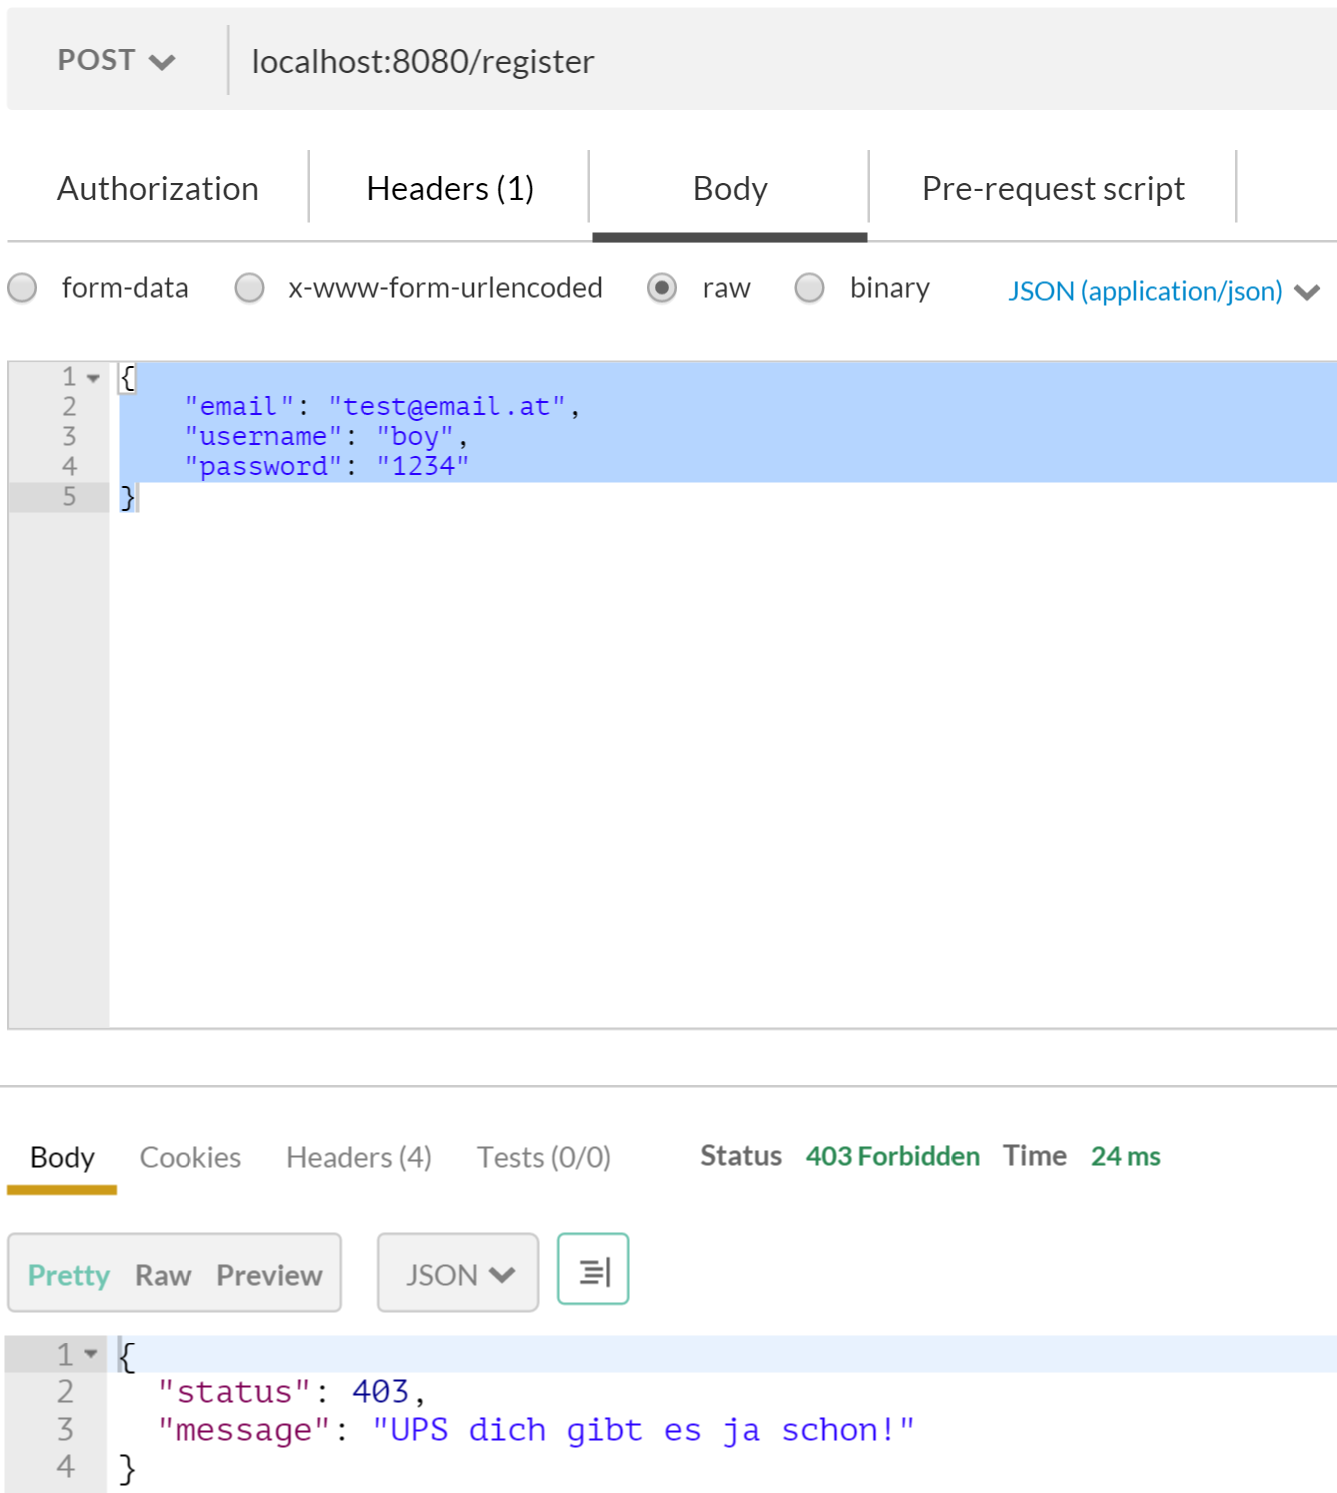 POST localhost:8080/register
Authorization Headers (1) Body Pre-request script
form-data x-www-form-urlencoded raw binary JSON (application/json)
1 {
2 "email": "test@email.at",
3 "username": "boy",
4 "password": "1234"
5 }
Body Cookies Headers (4) Tests (0/0) Status 403 Forbidden Time 24 ms
Pretty Raw Preview JSON
1 {
2 "status": 403,
3 "message": "UPS dich gibt es ja schon!"
4 }